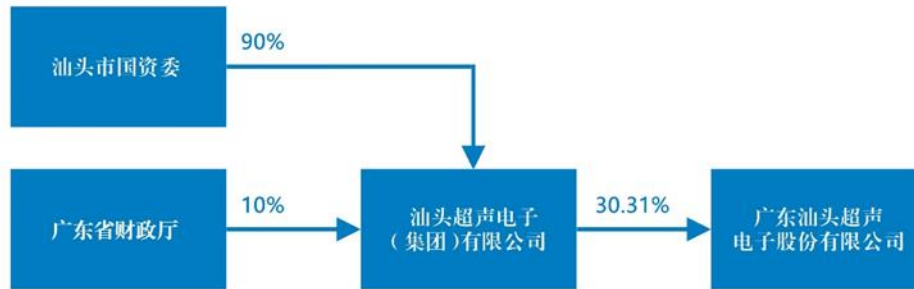 汕头市国资委
90%
广东省财政厅
10%
汕头超声电子
（集团）有限公司
30.31%
广东汕头超声
电子股份有限公司